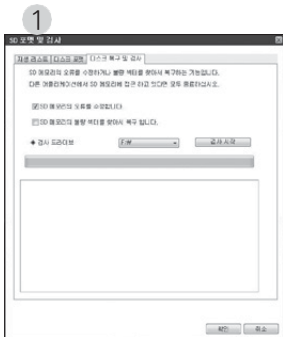 1
SD 포맷 및 검사
재생 리스트 디스크 포맷 디스크 복구 및 검사
SD 메모리의 오류를 수정하거나 불량 섹터를 찾아서 복구하는 기능입니다.
다른 어플리케이션에서 SD 메모리에 접근 하고 있다면 모두 종료하십시오.
SD 메모리의 오류를 수정합니다.
SD 메모리의 불량 섹터를 찾아서 복구 합니다.
검사 드라이브 F:\ 검사 시작
확인 취소